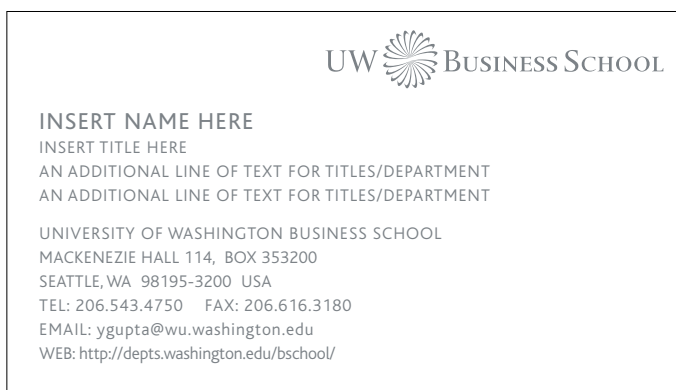 UW BUSINESS SCHOOL
INSERT NAME HERE
INSERT TITLE HERE
AN ADDITIONAL LINE OF TEXT FOR TITLES/DEPARTMENT
AN ADDITIONAL LINE OF TEXT FOR TITLES/DEPARTMENT
UNIVERSITY OF WASHINGTON BUSINESS SCHOOL
MACKENEZIE HALL 114, BOX 353200
SEATTLE, WA 98195-3200 USA
TEL: 206.543.4750 FAX: 206.616.3180
EMAIL: ygupta@wu.washington.edu
WEB: http://depts.washington.edu/bschool/